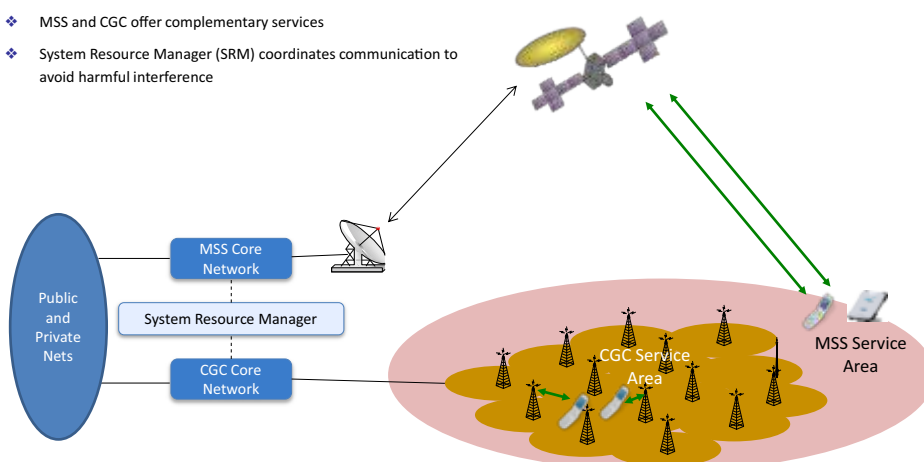 MSS and CGC offer complementary services
System Resource Manager (SRM) coordinates communication to
avoid harmful interference
MSS Core
Network
Public
and
Private
Nets
System Resource Manager
CGC Core
Network
CGC Service
Area
MSS Service
Area